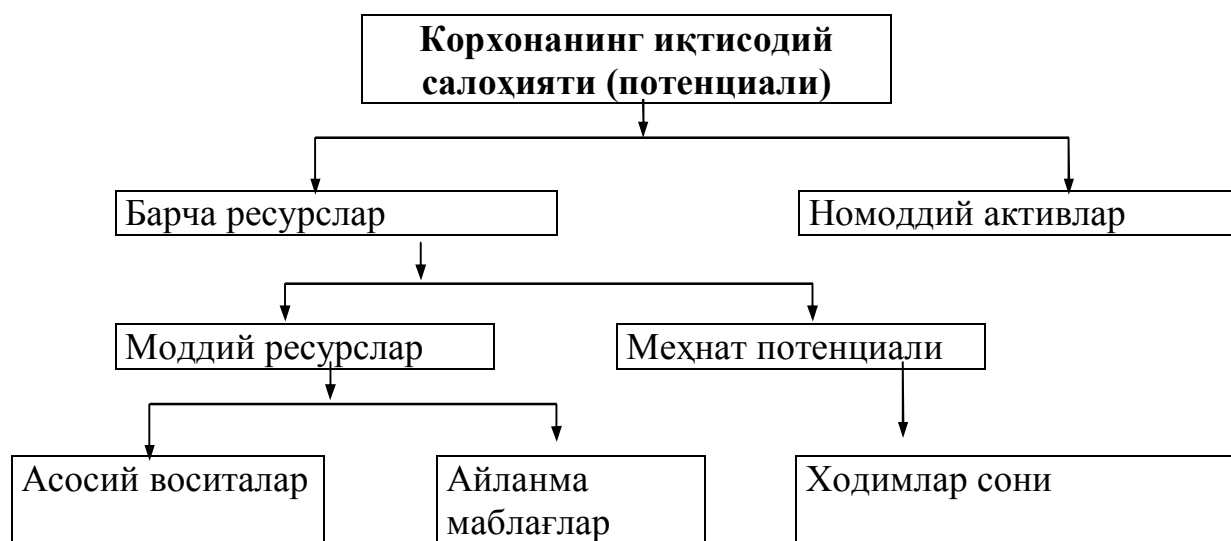 Корхонанинг иқтисодий
салоҳияти (потенциали)
Барча ресурслар
Номоддий активлар
Моддий ресурслар
Меҳнат потенциали
Асосий воситалар
Айланма
маблағлар
Ходимлар сони